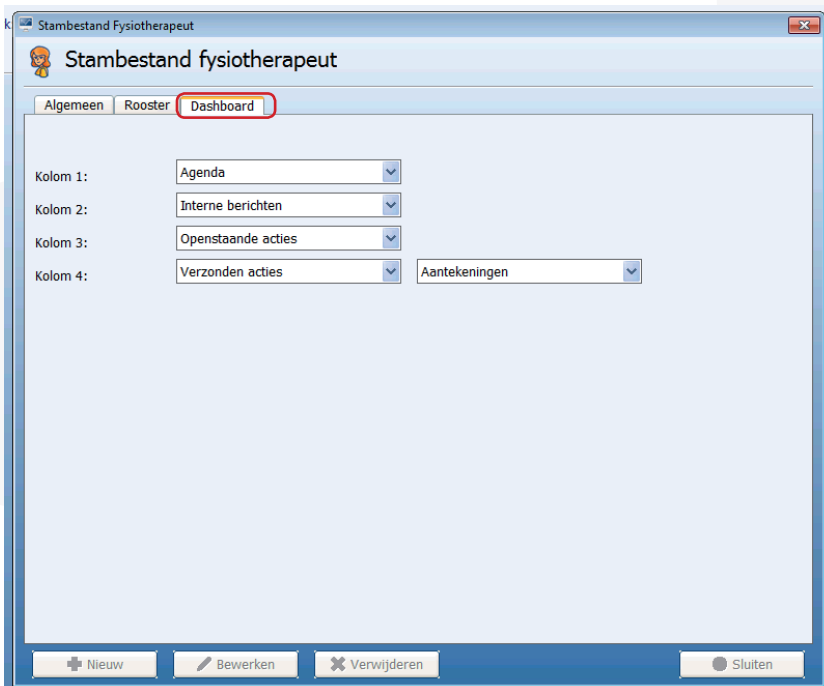 k
Stambestand Fysiotherapeut
Stambestand fysiotherapeut
Algemeen Rooster Dashboard
Kolom 1: Agenda
Kolom 2: Interne berichten
Kolom 3: Openstaande acties
Kolom 4: Verzonden acties Aantekeningen
Nieuw Bewerken Verwijderen Sluiten